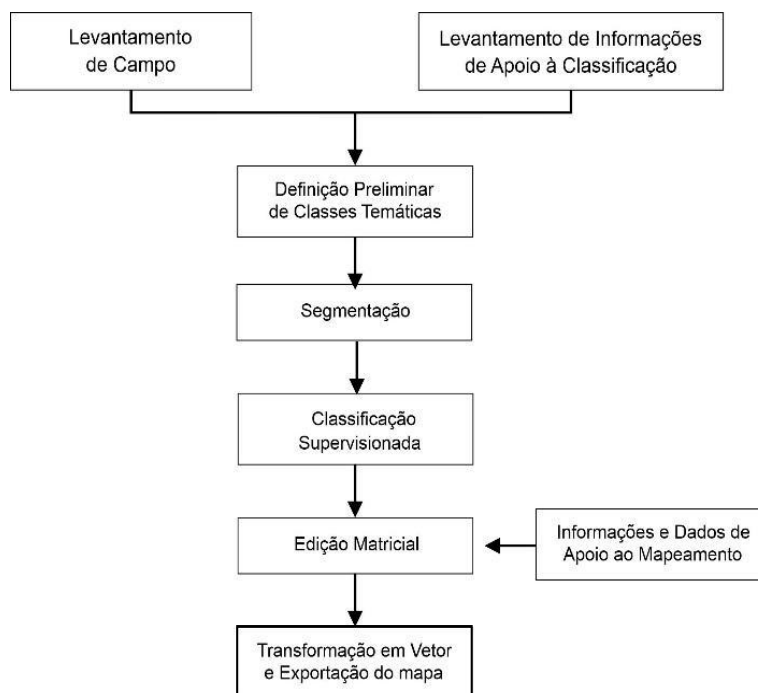 Levantamento
de Campo
Levantamento de Informações
de Apoio à Classificação
Definição Preliminar
de Classes Temáticas
Segmentação
Classificação
Supervisionada
Edição Matricial
Informações e Dados de
Apoio ao Mapeamento
Transformação em Vetor
e Exportação do mapa